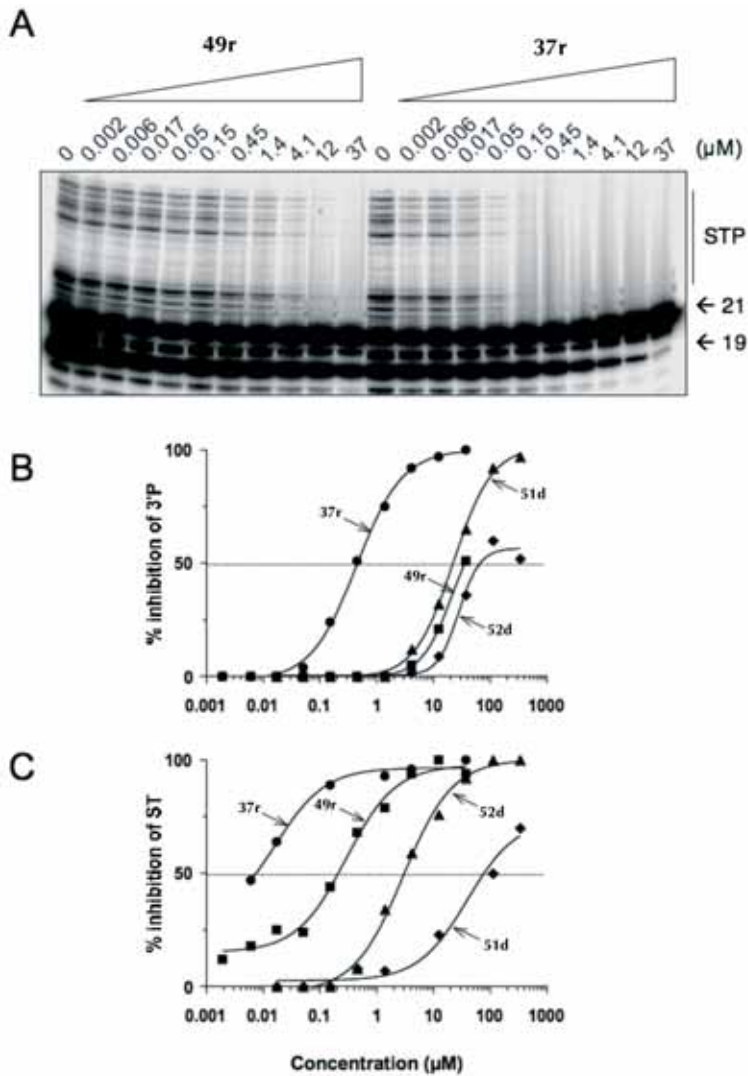 A
49r 37r
0 0.002 0.006 0.017 0.05 0.15 0.45 1.4 4.1 12 37 0 0.002 0.006 0.017 0.05 0.15 0.45 1.4 4.1 12 37 (µM)
STP
← 21
← 19
B
% inhibition of 3'P
100
50
0
37r
51d
49r
52d
0.001 0.01 0.1 1 10 100 1000
C
% inhibition of ST
100
50
0
37r
49r
52d
51d
0.001 0.01 0.1 1 10 100 1000
Concentration (µM)